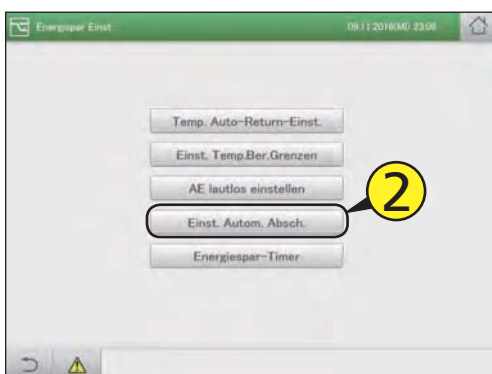 Energiespar Einst.
09.11.2016(Mi) 23:08
Temp. Auto-Return-Einst.
Einst. Temp.Ber.Grenzen
AE lautlos einstellen
Einst. Autom. Absch.
2
Energiespar-Timer